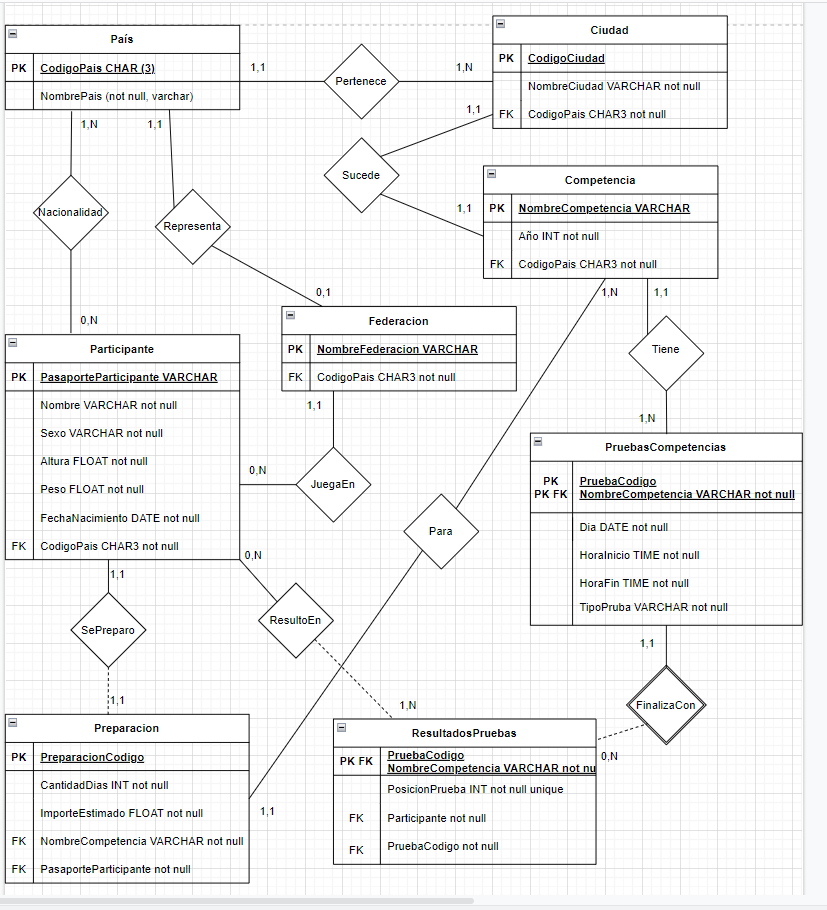 País
PK CodigoPais CHAR (3)
NombrePais (not null, varchar)
1,1
Pertenece
1,N
Ciudad
PK CodigoCiudad
NombreCiudad VARCHAR not null
FK CodigoPais CHAR3 not null
1,N
1,1
1,1
Sucede
1,1
Competencia
PK NombreCompetencia VARCHAR
Año INT not null
FK CodigoPais CHAR3 not null
Nacionalidad
Representa
0,N
0,1
1,N
1,1
Federacion
PK NombreFederacion VARCHAR
FK CodigoPais CHAR3 not null
Tiene
Participante
PK PasaporteParticipante VARCHAR
Nombre VARCHAR not null
Sexo VARCHAR not null
Altura FLOAT not null
Peso FLOAT not null
FechaNacimiento DATE not null
FK CodigoPais CHAR3 not null
1,1
0,N
JuegaEn
1,N
PruebasCompetencias
PK PruebaCodigo
PK FK NombreCompetencia VARCHAR not null
Dia DATE not null
HoraInicio TIME not null
HoraFin TIME not null
TipoPruba VARCHAR not null
Para
0,N
1,1
SePreparo
ResultoEn
1,1
1,1
1,N
FinalizaCon
0,N
Preparacion
PK PreparacionCodigo
CantidadDias INT not null
ImporteEstimado FLOAT not null
FK NombreCompetencia VARCHAR not null
FK PasaporteParticipante not null
1,1
ResultadosPruebas
PK FK PruebaCodigo
NombreCompetencia VARCHAR not nu
PosicionPrueba INT not null unique
FK Participante not null
FK PruebaCodigo not null